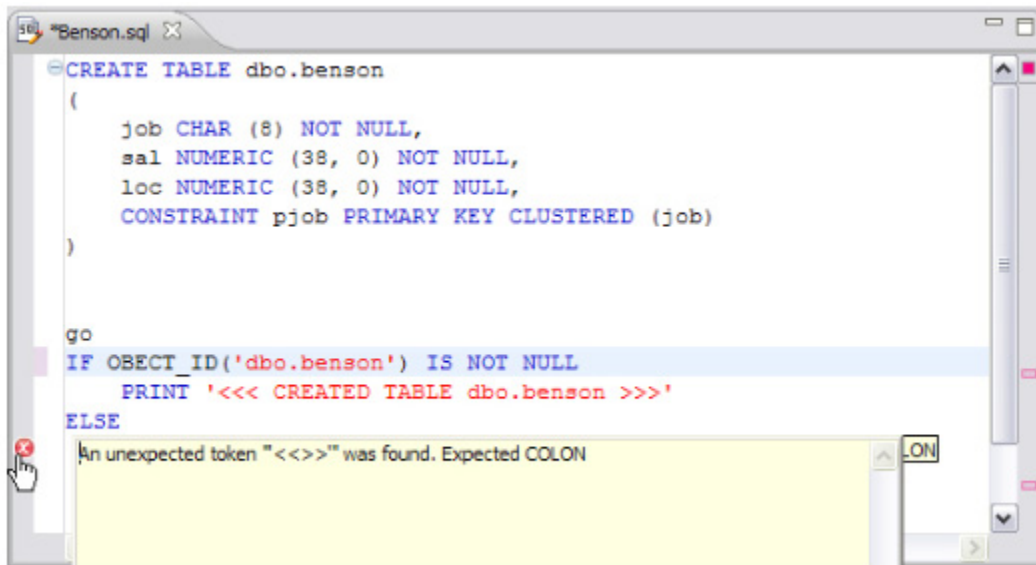 *Benson.sql
CREATE TABLE dbo.benson
(
job CHAR (8) NOT NULL,
sal NUMERIC (38, 0) NOT NULL,
loc NUMERIC (38, 0) NOT NULL,
CONSTRAINT pjob PRIMARY KEY CLUSTERED (job)
)
go
IF OBECT_ID('dbo.benson') IS NOT NULL
PRINT '<<< CREATED TABLE dbo.benson >>>'
ELSE
An unexpected token "'<<>>'" was found. Expected COLON
LON